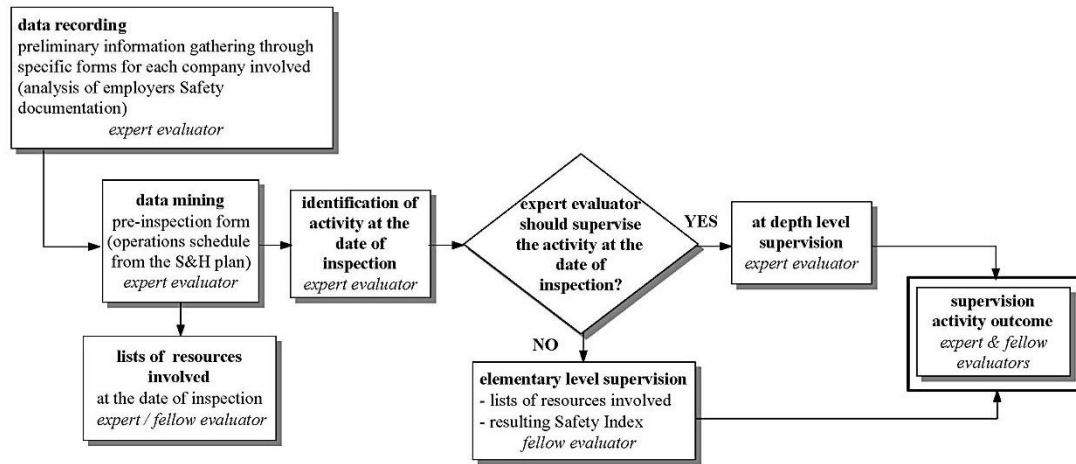 data recording
preliminary information gathering through
specific forms for each company involved
(analysis of employers Safety
documentation)
expert evaluator
data mining
pre-inspection form
(operations schedule
from the S&H plan)
expert evaluator
lists of resources
involved
at the date of inspection
expert / fellow evaluator
identification of
activity at the
date of
inspection
expert evaluator
expert evaluator
should supervise
the activity at the
date of
inspection?
YES
at depth level
supervision
expert evaluator
NO
elementary level supervision
- lists of resources involved
- resulting Safety Index
fellow evaluator
supervision
activity outcome
expert & fellow
evaluators